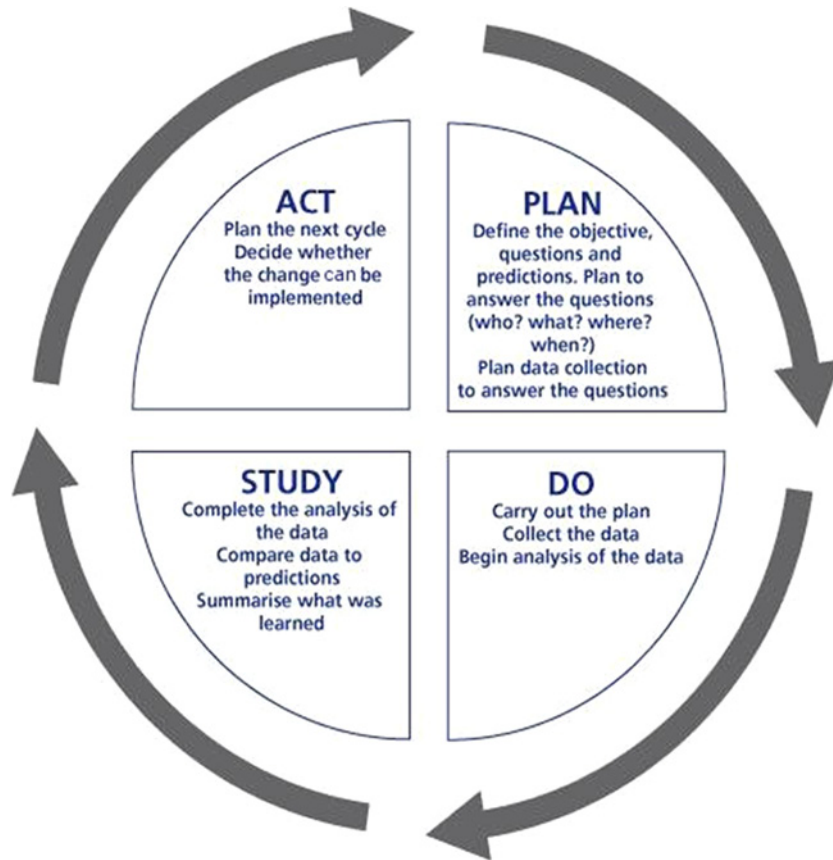 ACT
Plan the next cycle
Decide whether
the change can be
implemented
PLAN
Define the objective,
questions and
predictions. Plan to
answer the questions
(who? what? where?
when?)
Plan data collection
to answer the questions
STUDY
Complete the analysis of
the data
Compare data to
predictions
Summarise what was
learned
DO
Carry out the plan
Collect the data
Begin analysis of the data